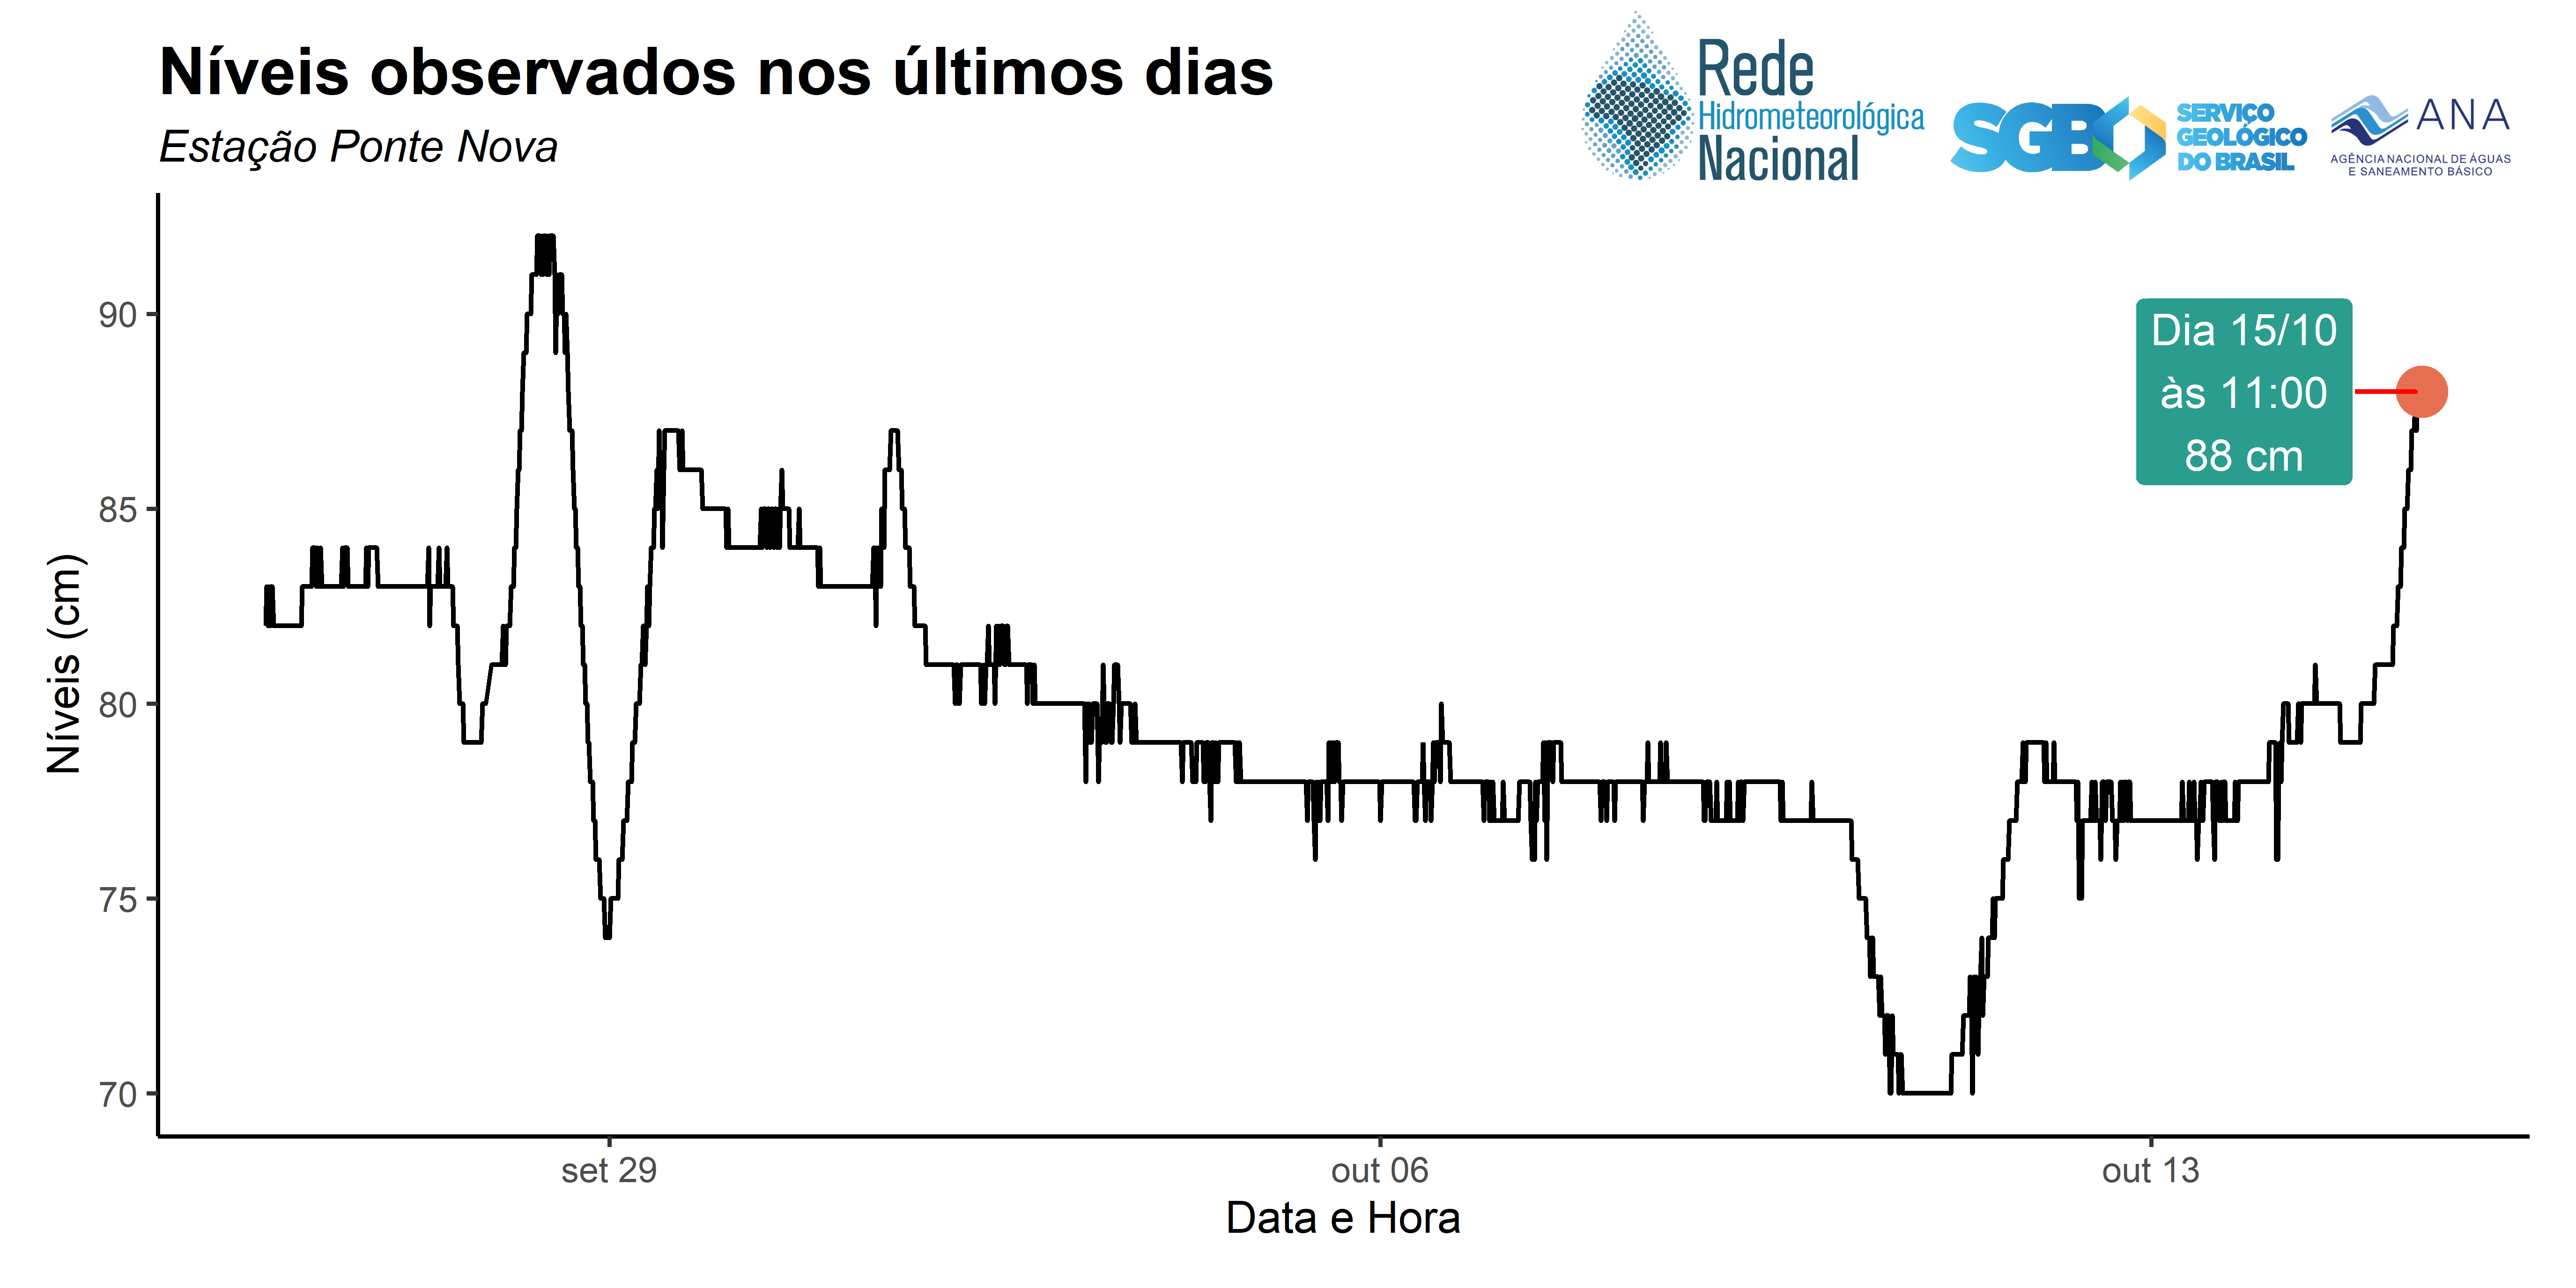 Níveis observados nos últimos dias
Estação Ponte Nova
Rede
Hidrometeorológica
Nacional
SGB
SERVIÇO
GEOLÓGICO
DO BRASIL
ANA
AGÊNCIA NACIONAL DE ÁGUAS
E SANEAMENTO BÁSICO
Níveis (cm)
90
85
80
75
70
Dia 15/10
às 11:00
88 cm
set 29
out 06
out 13
Data e Hora